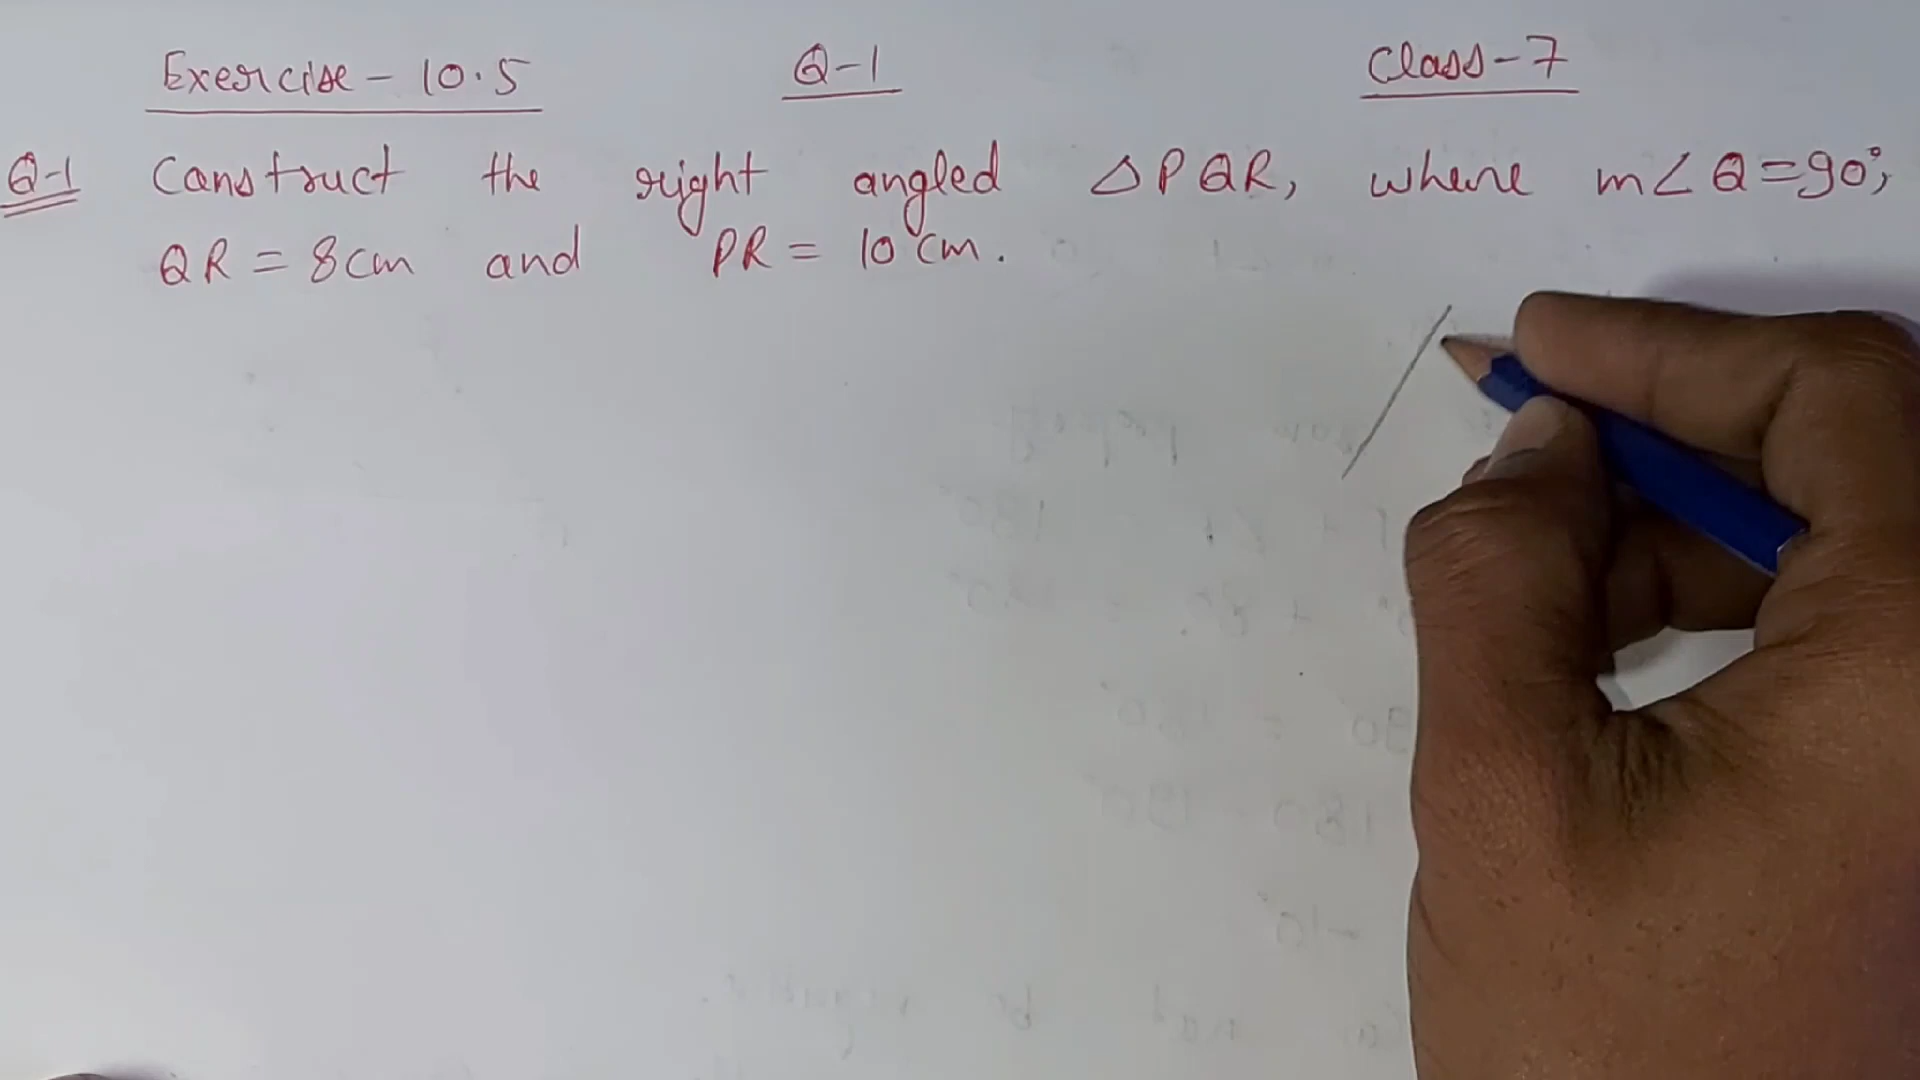 Exercise - 10.5 Q-1 Class-7
Q-1 Construct the right angled △PQR, where m∠Q=90°,
QR = 8cm and PR = 10 cm.